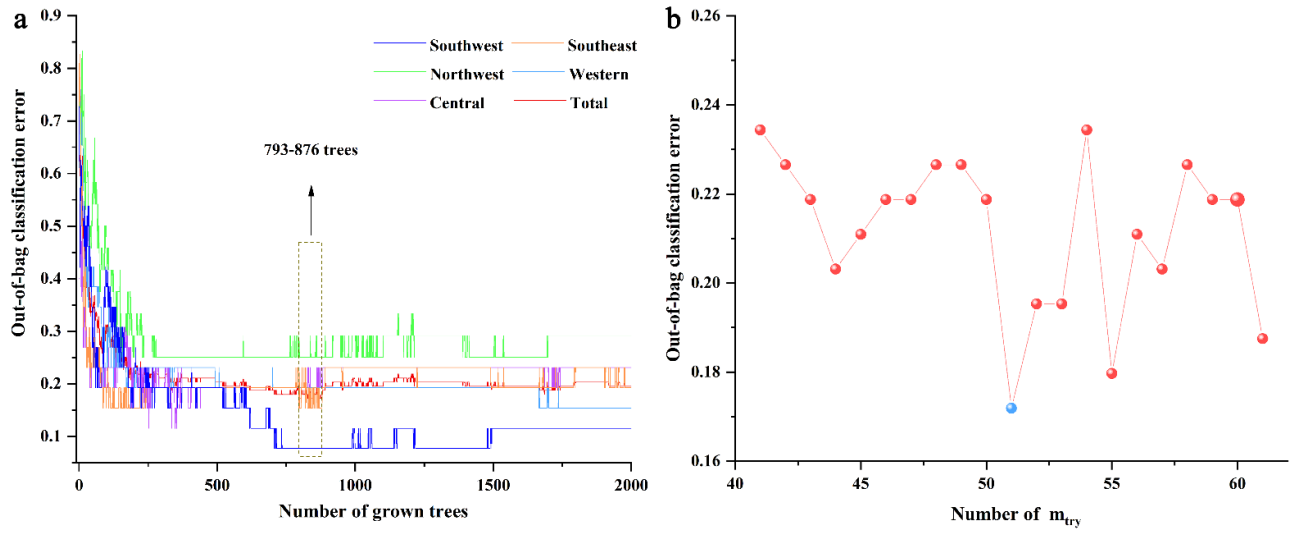 a
Out-of-bag classification error
0.9
0.8
0.7
0.6
0.5
0.4
0.3
0.2
0.1
Southwest
Southeast
Northwest
Western
Central
Total
793-876 trees
0
500
1000
1500
2000
Number of grown trees
b
Out-of-bag classification error
0.26
0.24
0.22
0.20
0.18
0.16
40
45
50
55
60
Number of mtry